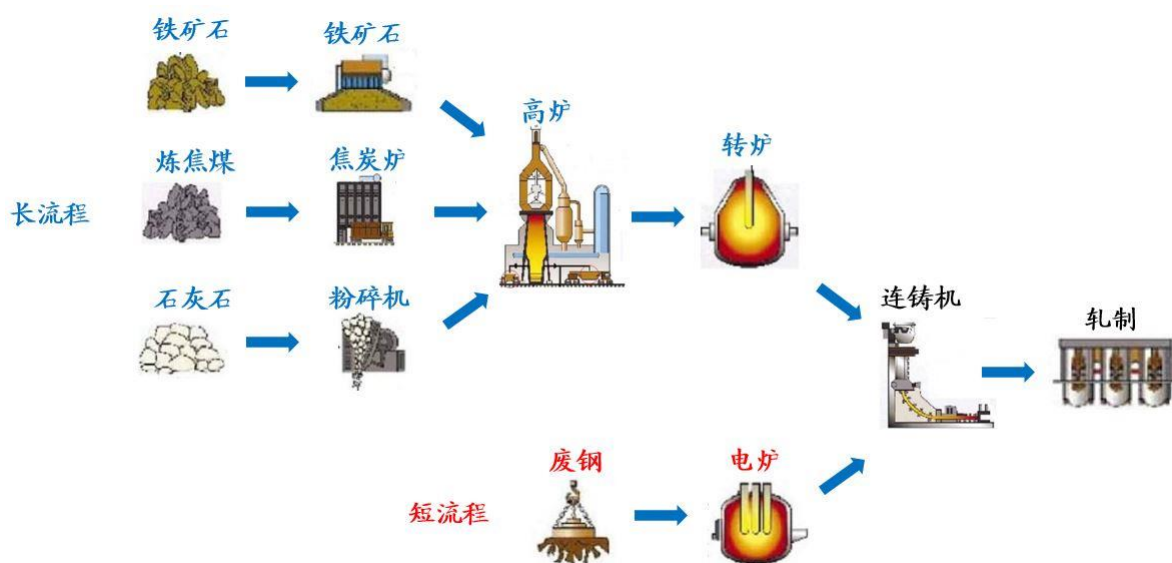 铁矿石
铁矿石
高炉
炼焦煤
焦炭炉
转炉
长流程
石灰石
粉碎机
连铸机
轧制
废钢
电炉
短流程